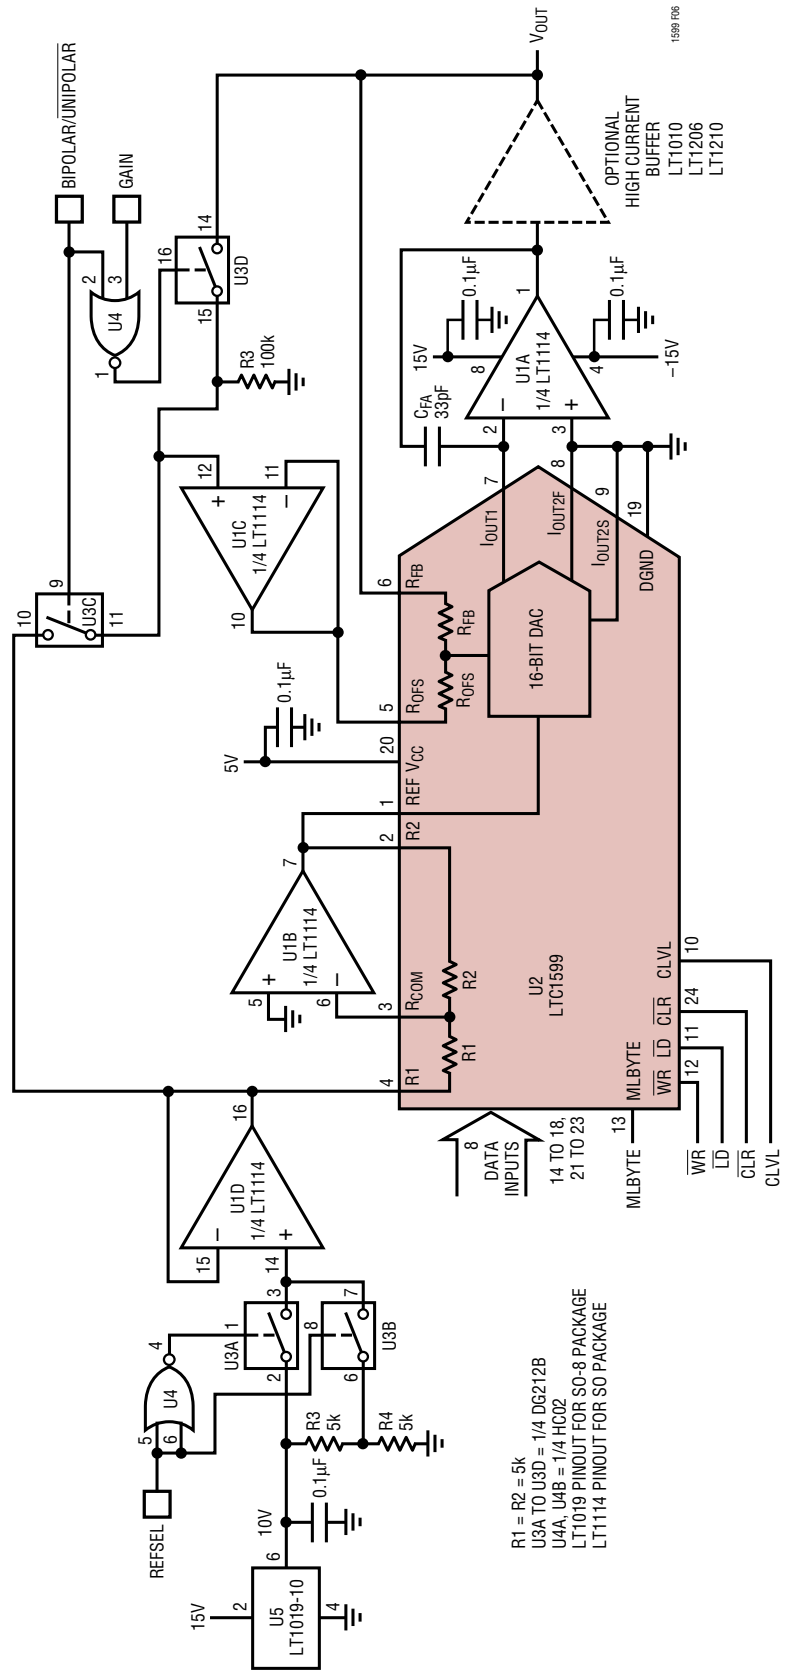 15V
2
U5
LT1019-10
4
6
10V
0.1µF
REFSEL
5
6
U4
4
R3
5k
R4
5k
2
U3A
1
3
6
8
U3B
7
15
14
–
+
U1D
1/4 LT1114
16
R1 = R2 = 5k
U3A TO U3D = 1/4 DG212B
U4A, U4B = 1/4 HC02
LT1019 PINOUT FOR SO-8 PACKAGE
LT1114 PINOUT FOR SO PACKAGE
5
6
+
–
U1B
1/4 LT1114
7
5V
0.1µF
4
3
2
1
20
5
6
R1
RCOM
R2
REF
VCC
ROFS
RFB
R1
R2
ROFS
RFB
8
DATA
INPUTS
14 TO 18,
21 TO 23
MLBYTE
13
MLBYTE
U2
LTC1599
16-BIT DAC
IOUT1
7
IOUT2F
8
IOUT2S
9
DGND
19
WR
LD
CLR
CLVL
12
11
24
10
WR
LD
CLR
CLVL
10
U3C
9
11
10
U1C
1/4 LT1114
+
–
12
11
R3
100k
1
U4
2
3
BIPOLAR/UNIPOLAR
GAIN
15
16
14
U3D
CFA
33pF
2
3
–
+
U1A
1/4 LT1114
1
15V
8
0.1µF
4
0.1µF
–15V
OPTIONAL
HIGH CURRENT
BUFFER
LT1010
LT1206
LT1210
VOUT
1599 F06